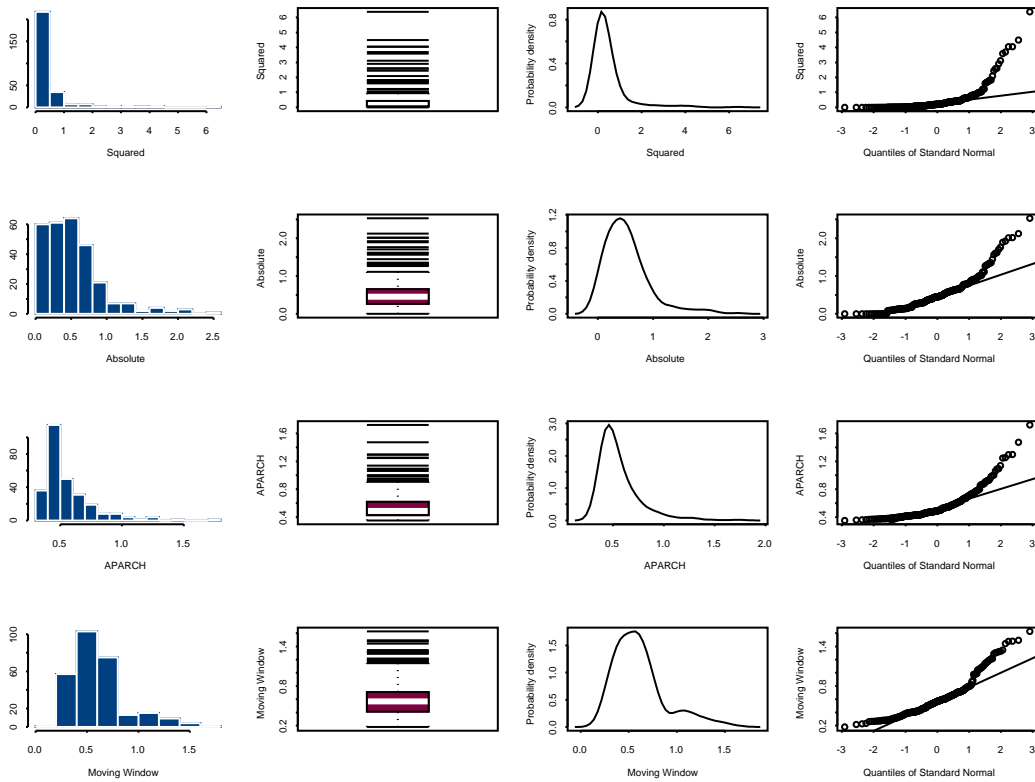 0 50 150
0 1 2 3 4 5 6
Squared
Squared
0 1 2 3 4 5 6
Probability density
0.0 0.4 0.8
0 2 4 6
Squared
Squared
0 1 2 3 4 5 6
-3 -2 -1 0 1 2 3
Quantiles of Standard Normal
0 20 40 60
0.0 0.5 1.0 1.5 2.0 2.5
Absolute
Absolute
0.0 1.0 2.0
Probability density
0.0 0.4 0.8 1.2
0 1 2 3
Absolute
Absolute
0.0 1.0 2.0
-3 -2 -1 0 1 2 3
Quantiles of Standard Normal
0 40 80
0.5 1.0 1.5
APARCH
APARCH
0.4 0.8 1.2 1.6
Probability density
0.0 1.0 2.0 3.0
0.5 1.0 1.5 2.0
APARCH
APARCH
0.4 0.8 1.2 1.6
-3 -2 -1 0 1 2 3
Quantiles of Standard Normal
0 20 60 100
0.0 0.5 1.0 1.5
Moving Window
Moving Window
0.2 0.8 1.4
Probability density
0.0 0.5 1.0 1.5
0.0 0.5 1.0 1.5
Moving Window
Moving Window
0.2 0.8 1.4
-3 -2 -1 0 1 2 3
Quantiles of Standard Normal